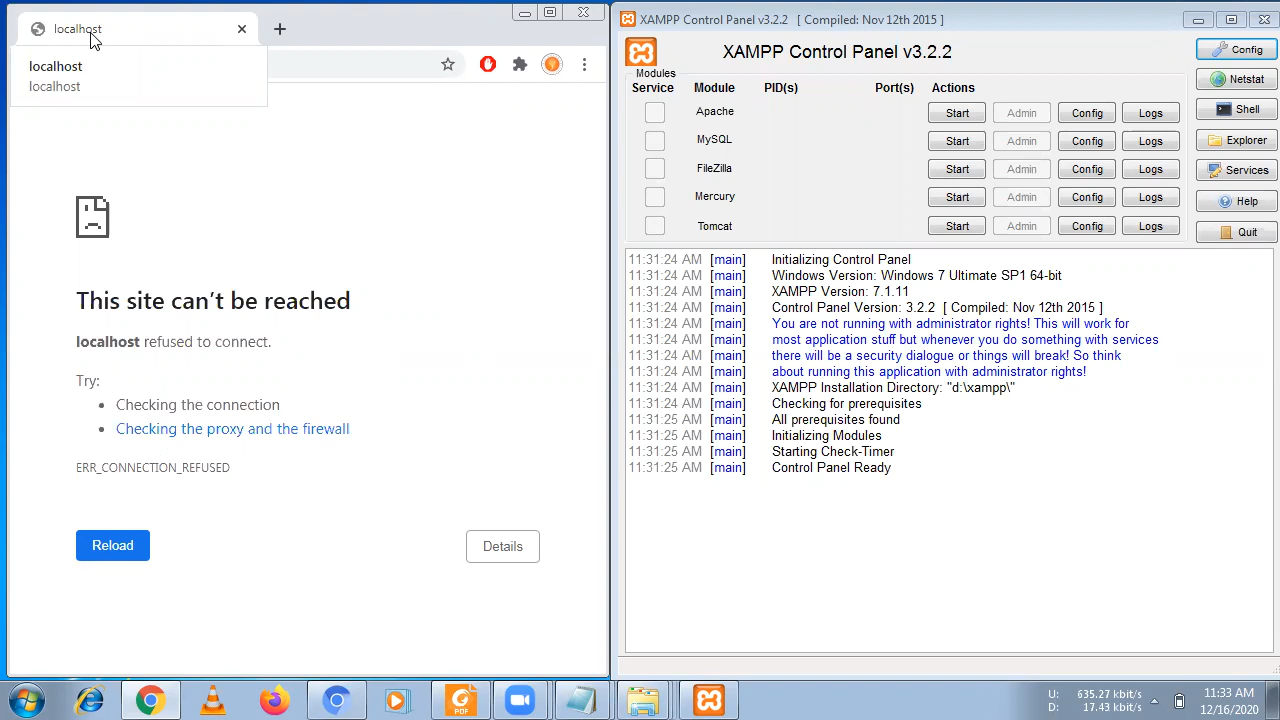 localhost
localhost
localhost
This site can't be reached
localhost refused to connect.
Try:
• Checking the connection
• Checking the proxy and the firewall
ERR_CONNECTION_REFUSED
Reload
Details
XAMPP Control Panel v3.2.2 [ Compiled: Nov 12th 2015 ]
XAMPP Control Panel v3.2.2
Modules
Service Module PID(s) Port(s) Actions
Apache Start Admin Config Logs
MySQL Start Admin Config Logs
FileZilla Start Admin Config Logs
Mercury Start Admin Config Logs
Tomcat Start Admin Config Logs
Config
Netstat
Shell
Explorer
Services
Help
Quit
11:31:24 AM [main] Initializing Control Panel
11:31:24 AM [main] Windows Version: Windows 7 Ultimate SP1 64-bit
11:31:24 AM [main] XAMPP Version: 7.1.11
11:31:24 AM [main] Control Panel Version: 3.2.2 [ Compiled: Nov 12th 2015 ]
11:31:24 AM [main] You are not running with administrator rights! This will work for
11:31:24 AM [main] most application stuff but whenever you do something with services
11:31:24 AM [main] there will be a security dialogue or things will break! So think
11:31:24 AM [main] about running this application with administrator rights!
11:31:24 AM [main] XAMPP Installation Directory: "d:\xampp\"
11:31:24 AM [main] Checking for prerequisites
11:31:25 AM [main] All prerequisites found
11:31:25 AM [main] Initializing Modules
11:31:25 AM [main] Starting Check-Timer
11:31:25 AM [main] Control Panel Ready
PDF
U: 635.27 kbit/s
D: 17.43 kbit/s
11:33 AM
12/16/2020